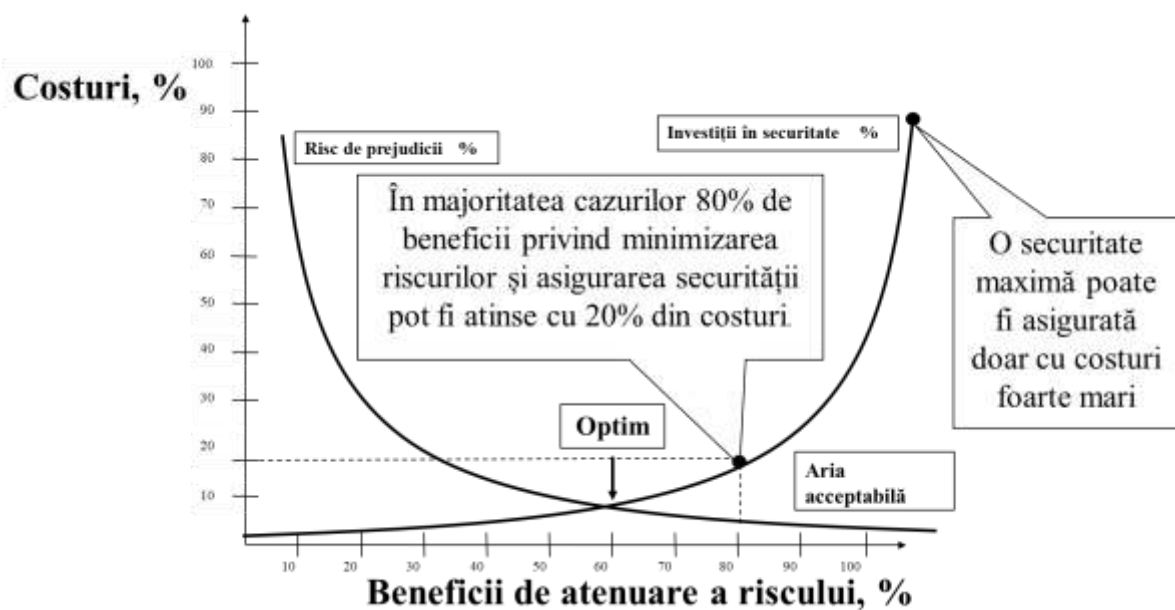 Costuri, %
100
90
80
70
60
50
40
30
20
10
Risc de prejudicii %
Investiții în securitate %
În majoritatea cazurilor 80% de
beneficii privind minimizarea
riscurilor și asigurarea securității
pot fi atinse cu 20% din costuri.
O securitate
maximă poate
fi asigurată
doar cu costuri
foarte mari
Optim
Aria
acceptabilă
10 20 30 40 50 60 70 80 90 100
Beneficii de atenuare a riscului, %